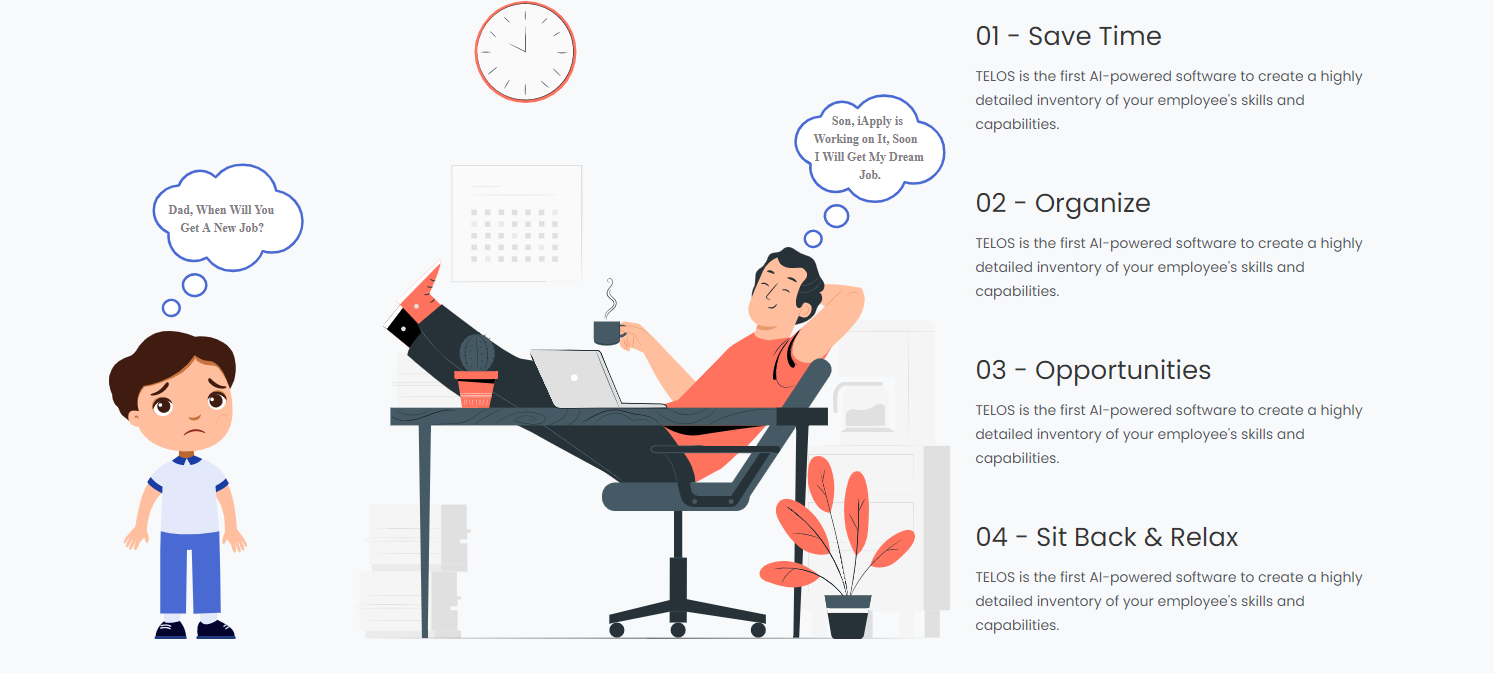 Dad, When Will You
Get A New Job?
Son, iApply is
Working on It, Soon
I Will Get My Dream
Job.
01 - Save Time
TELOS is the first AI-powered software to create a highly
detailed inventory of your employee's skills and
capabilities.
02 - Organize
TELOS is the first AI-powered software to create a highly
detailed inventory of your employee's skills and
capabilities.
03 - Opportunities
TELOS is the first AI-powered software to create a highly
detailed inventory of your employee's skills and
capabilities.
04 - Sit Back & Relax
TELOS is the first AI-powered software to create a highly
detailed inventory of your employee's skills and
capabilities.